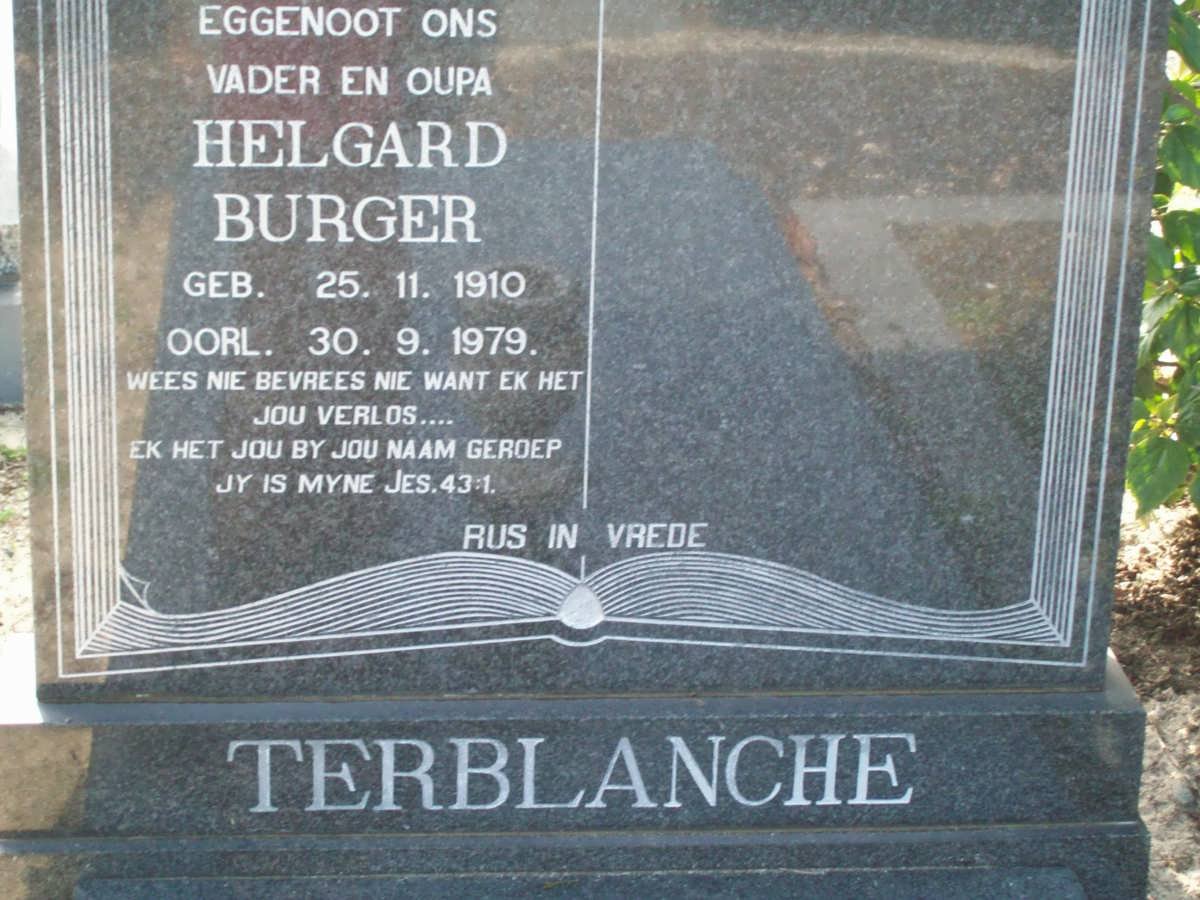 EGGENOOT ONS
VADER EN OUPA
HELGARD
BURGER
GEB. 25. 11. 1910
OORL. 30. 9. 1979.
WEES NIE BEVREES NIE WANT EK HET
JOU VERLOS....
EK HET JOU BY JOU NAAM GEROEP
JY IS MYNE JES.43:1.
RUS IN VREDE
TERBLANCHE